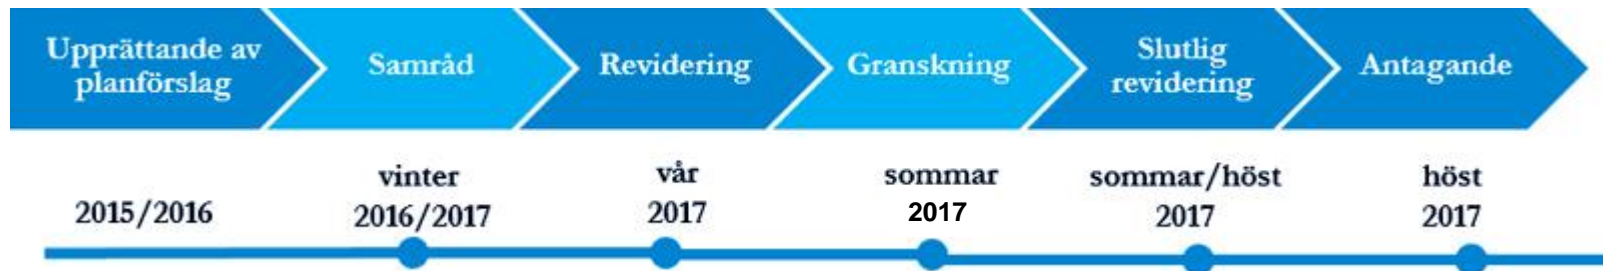 Upprättande av
planförslag
Samråd
Revidering
Granskning
Slutlig
revidering
Antagande
2015/2016
vinter
2016/2017
vår
2017
sommar
2017
sommar/höst
2017
höst
2017